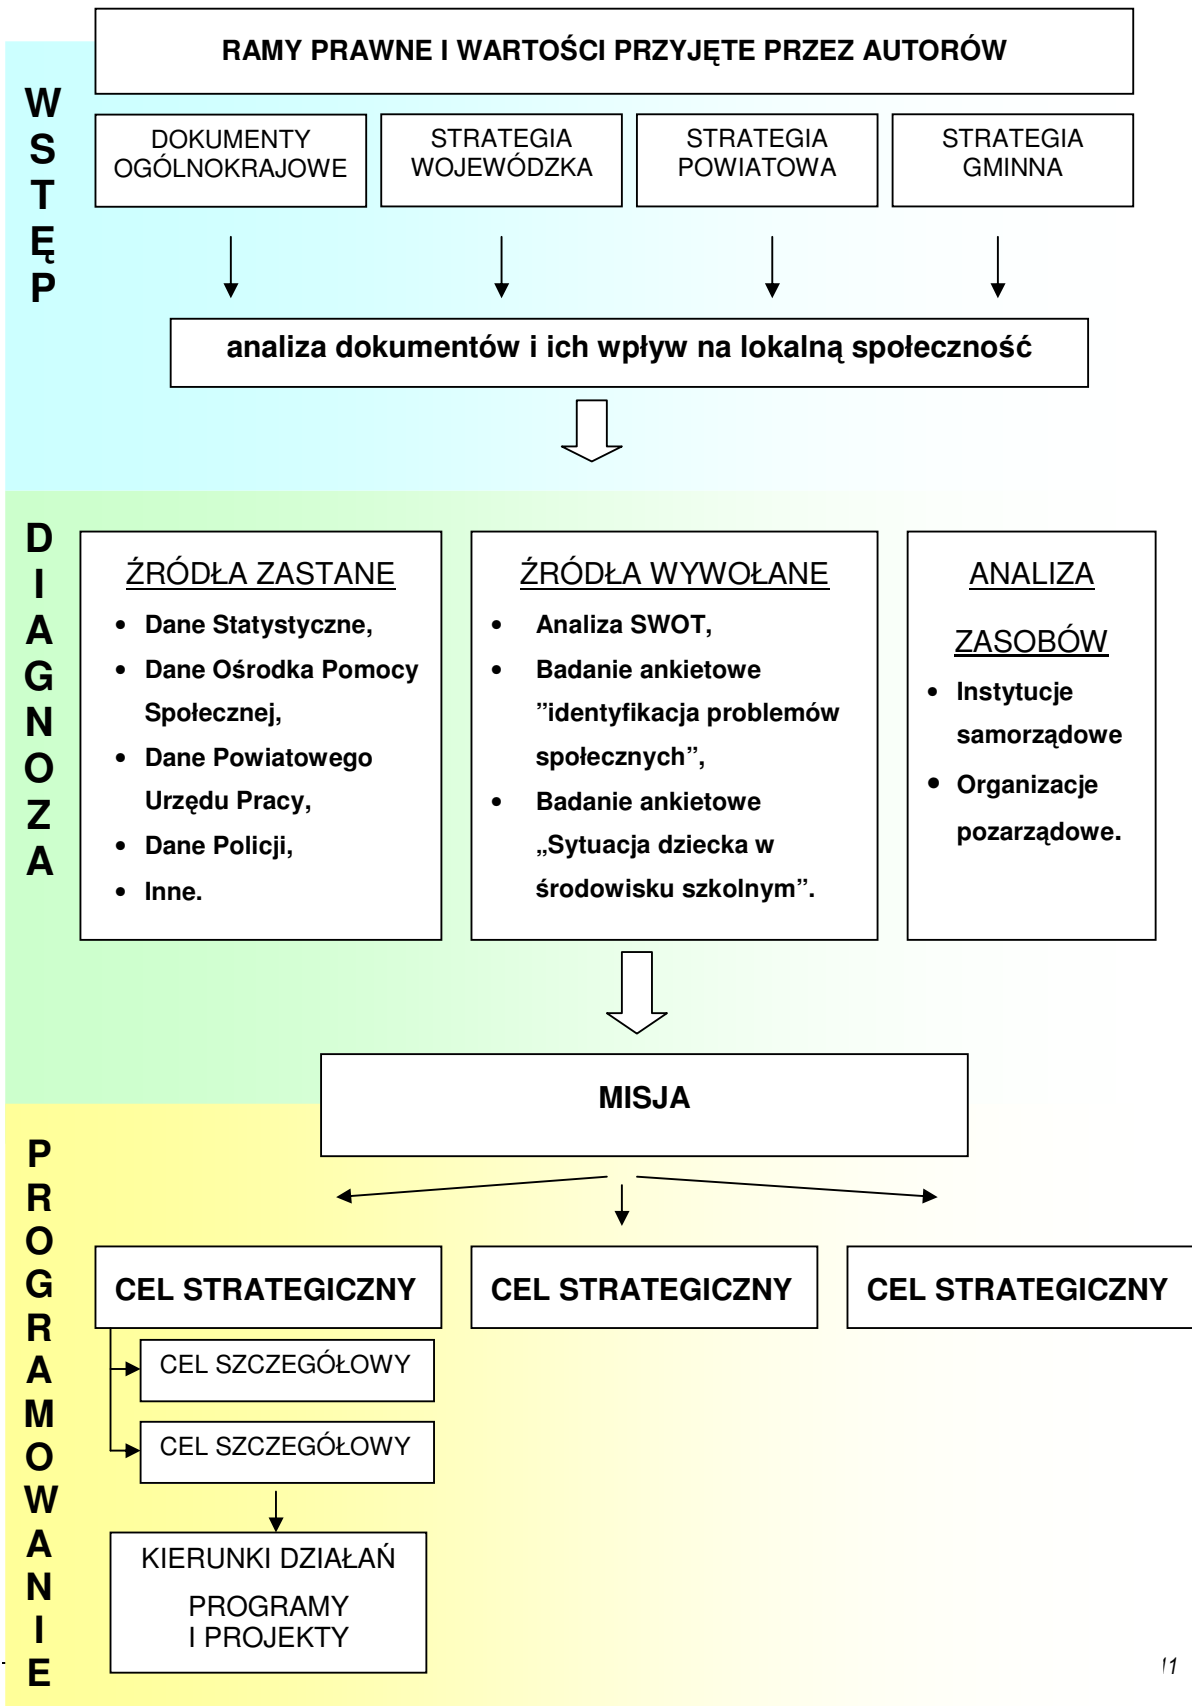 RAMY PRAWNE I WARTOŚCI PRZYJĘTE PRZEZ AUTORÓW
WSTĘP
DOKUMENTY
OGÓLNOKRAJOWE
STRATEGIA
WOJEWÓDZKA
STRATEGIA
POWIATOWA
STRATEGIA
GMINNA
analiza dokumentów i ich wpływ na lokalną społeczność
DIAGNOZA
ŹRÓDŁA ZASTANE
• Dane Statystyczne,
• Dane Ośrodka Pomocy
Społecznej,
• Dane Powiatowego
Urzędu Pracy,
• Dane Policji,
• Inne.
ŹRÓDŁA WYWOŁANE
• Analiza SWOT,
• Badanie ankietowe
”identyfikacja problemów
społecznych”,
• Badanie ankietowe
„Sytuacja dziecka w
środowisku szkolnym”.
ANALIZA
ZASOBÓW
• Instytucje
samorządowe
• Organizacje
pozarządowe.
MISJA
PROGRAMOWANIE
CEL STRATEGICZNY
CEL STRATEGICZNY
CEL STRATEGICZNY
CEL SZCZEGÓŁOWY
CEL SZCZEGÓŁOWY
KIERUNKI DZIAŁAŃ
PROGRAMY
I PROJEKTY
11